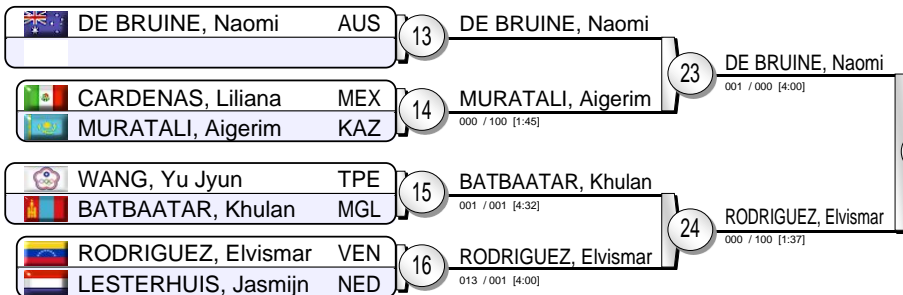 DE BRUINE, Naomi AUS
13
DE BRUINE, Naomi
CARDENAS, Liliana MEX
MURATALI, Aigerim KAZ
14
MURATALI, Aigerim
000 / 100 [1:45]
23
DE BRUINE, Naomi
001 / 000 [4:00]
WANG, Yu Jyun TPE
BATBAATAR, Khulan MGL
15
BATBAATAR, Khulan
001 / 001 [4:32]
RODRIGUEZ, Elvismar VEN
LESTERHUIS, Jasmijn NED
16
RODRIGUEZ, Elvismar
013 / 001 [4:00]
24
RODRIGUEZ, Elvismar
000 / 100 [1:37]